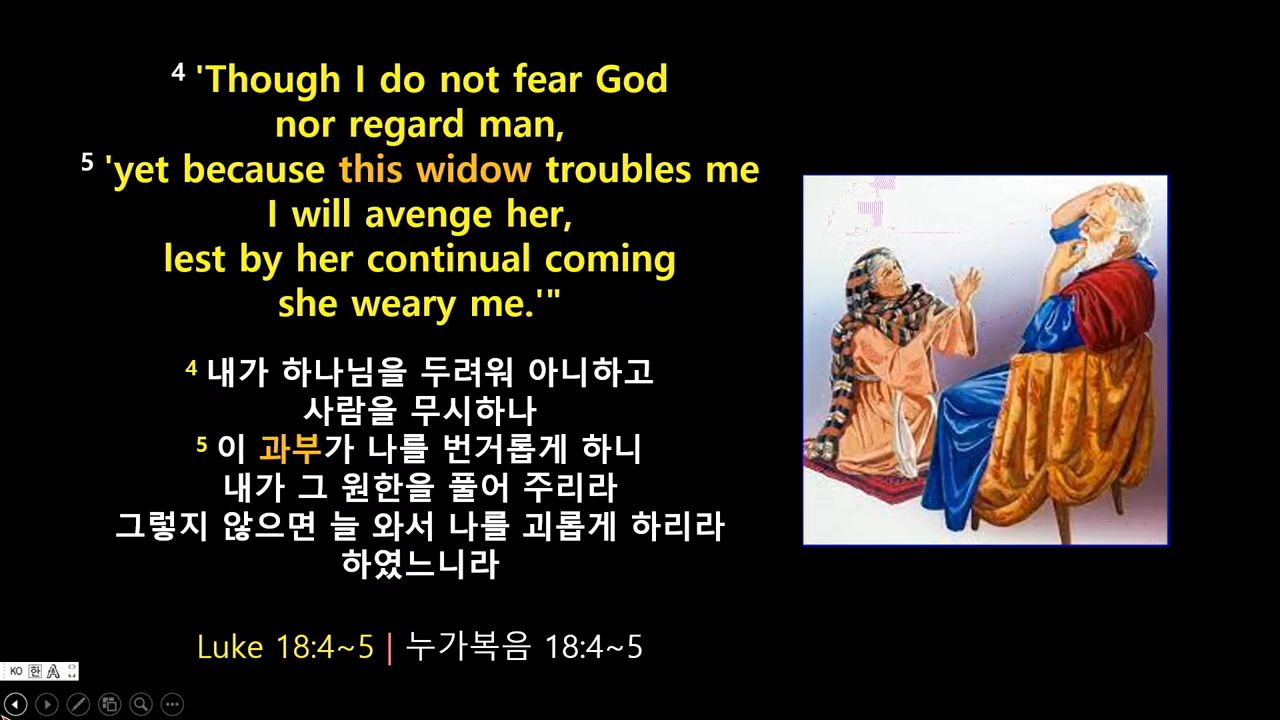 4 'Though I do not fear God
nor regard man,
5 'yet because this widow troubles me
I will avenge her,
lest by her continual coming
she weary me.'"
4 내가 하나님을 두려워 아니하고
사람을 무시하나
5 이 과부가 나를 번거롭게 하니
내가 그 원한을 풀어 주리라
그렇지 않으면 늘 와서 나를 괴롭게 하리라
하였느니라
Luke 18:4~5 | 누가복음 18:4~5
KO 한 A